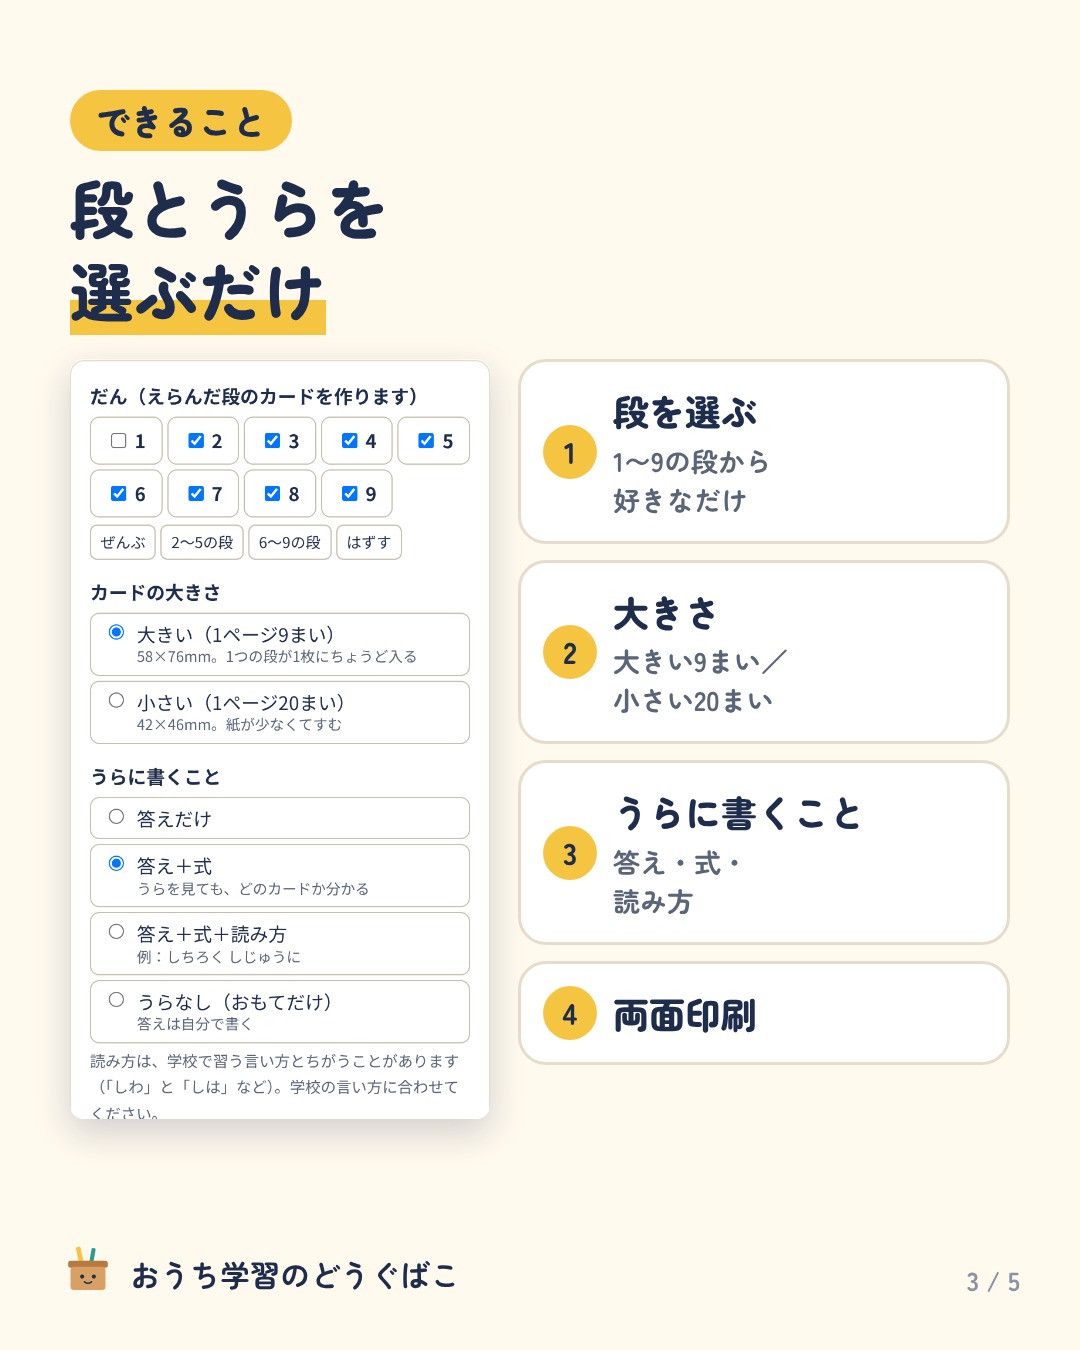 できること
段とうらを
選ぶだけ
だん（えらんだ段のカードを作ります）
1 2 3 4 5
6 7 8 9
ぜんぶ 2〜5の段 6〜9の段 はずす
カードの大きさ
大きい（1ページ9まい）
58×76mm。1つの段が1枚にちょうど入る
小さい（1ページ20まい）
42×46mm。紙が少なくてすむ
うらに書くこと
答えだけ
答え＋式
うらを見ても、どのカードか分かる
答え＋式＋読み方
例：しちろく しじゅうに
うらなし（おもてだけ）
答えは自分で書く
読み方は、学校で習う言い方とちがうことがあります
（「しわ」と「しは」など）。学校の言い方に合わせて
ください。
1 段を選ぶ
1〜9の段から
好きなだけ
2 大きさ
大きい9まい／
小さい20まい
3 うらに書くこと
答え・式・
読み方
4 両面印刷
おうち学習のどうぐばこ
3 / 5